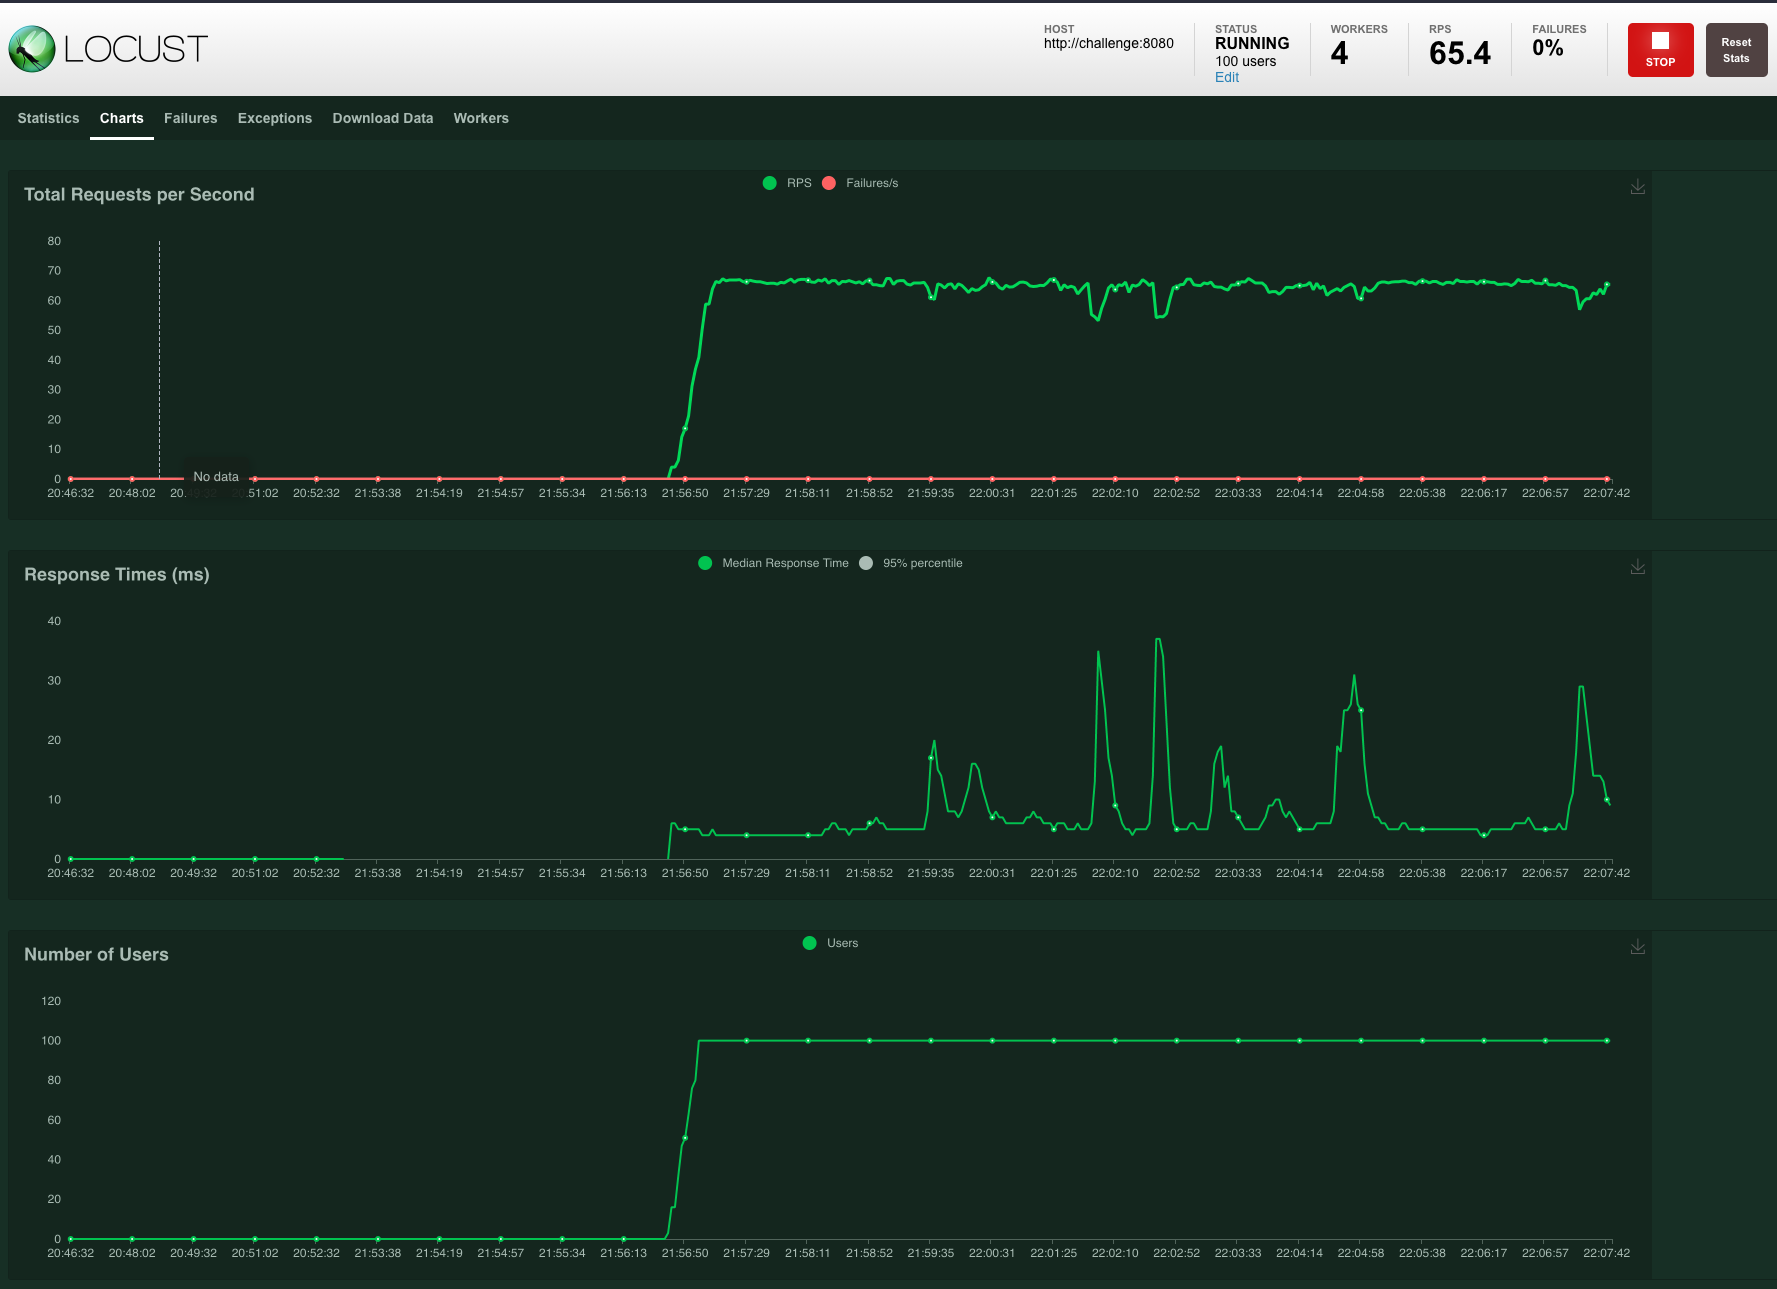 LOCUST
HOST
http://challenge:8080
STATUS
RUNNING
100 users
Edit
WORKERS
4
RPS
65.4
FAILURES
0%
STOP
Reset
Stats
Statistics Charts Failures Exceptions Download Data Workers
Total Requests per Second
RPS Failures/s
80
70
60
50
40
30
20
10
0
No data
20:46:32 20:48:02 20:49:32 20:51:02 20:52:32 21:53:38 21:54:19 21:54:57 21:55:34 21:56:13 21:56:50 21:57:29 21:58:11 21:58:52 21:59:35 22:00:31 22:01:25 22:02:10 22:02:52 22:03:33 22:04:14 22:04:58 22:05:38 22:06:17 22:06:57 22:07:42
Response Times (ms)
Median Response Time 95% percentile
40
30
20
10
0
20:46:32 20:48:02 20:49:32 20:51:02 20:52:32 21:53:38 21:54:19 21:54:57 21:55:34 21:56:13 21:56:50 21:57:29 21:58:11 21:58:52 21:59:35 22:00:31 22:01:25 22:02:10 22:02:52 22:03:33 22:04:14 22:04:58 22:05:38 22:06:17 22:06:57 22:07:42
Number of Users
Users
120
100
80
60
40
20
0
20:46:32 20:48:02 20:49:32 20:51:02 20:52:32 21:53:38 21:54:19 21:54:57 21:55:34 21:56:13 21:56:50 21:57:29 21:58:11 21:58:52 21:59:35 22:00:31 22:01:25 22:02:10 22:02:52 22:03:33 22:04:14 22:04:58 22:05:38 22:06:17 22:06:57 22:07:42